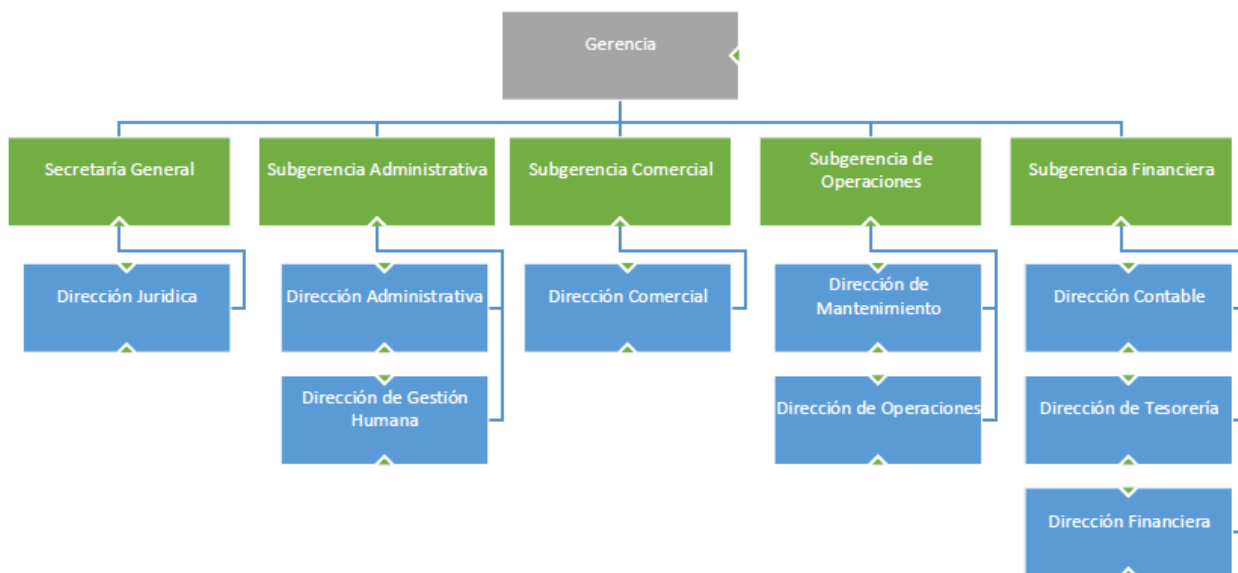 Gerencia
Secretaría General
Subgerencia Administrativa
Subgerencia Comercial
Subgerencia de
Operaciones
Subgerencia Financiera
Dirección Juridica
Dirección Administrativa
Dirección Comercial
Dirección de
Mantenimiento
Dirección Contable
Dirección de Gestión
Humana
Dirección de Operaciones
Dirección de Tesorería
Dirección Financiera